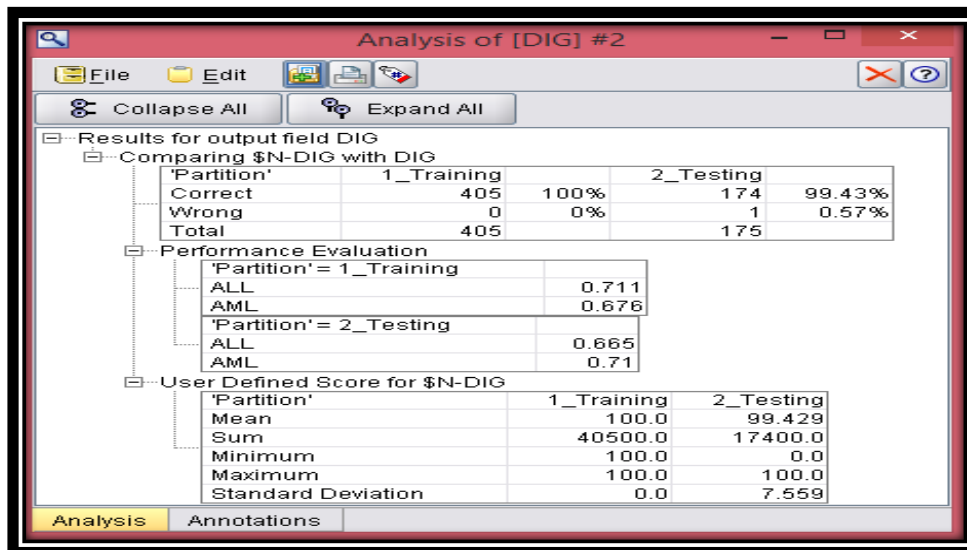 Analysis of [DIG] #2
File Edit
Collapse All Expand All
Results for output field DIG
Comparing $N-DIG with DIG
'Partition' 1_Training 2_Testing
Correct 405 100% 174 99.43%
Wrong 0 0% 1 0.57%
Total 405 175
Performance Evaluation
'Partition' = 1_Training
ALL 0.711
AML 0.676
'Partition' = 2_Testing
ALL 0.665
AML 0.71
User Defined Score for $N-DIG
'Partition' 1_Training 2_Testing
Mean 100.0 99.429
Sum 40500.0 17400.0
Minimum 100.0 0.0
Maximum 100.0 100.0
Standard Deviation 0.0 7.559
Analysis Annotations